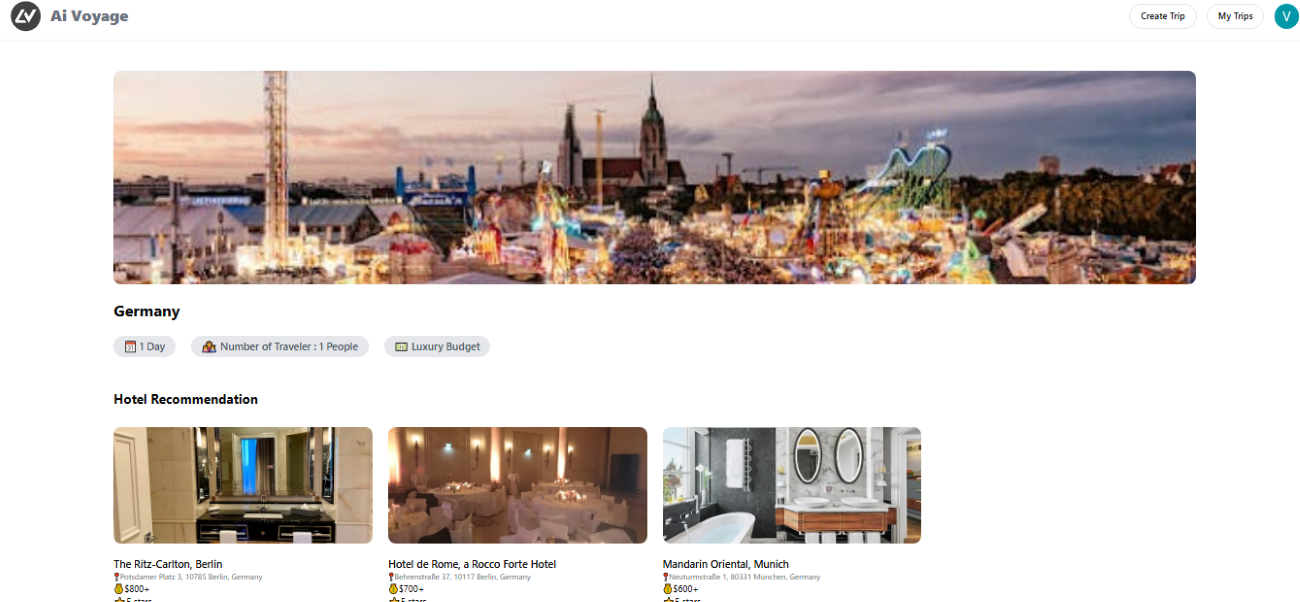 Ai Voyage
Create Trip
My Trips
V
Germany
1 Day
Number of Traveler : 1 People
Luxury Budget
Hotel Recommendation
The Ritz-Carlton, Berlin
Potsdamer Platz 3, 10785 Berlin, Germany
$800+
5 stars
Hotel de Rome, a Rocco Forte Hotel
Behrenstraße 37, 10117 Berlin, Germany
$700+
5 stars
Mandarin Oriental, Munich
Neuturmstraße 1, 80331 München, Germany
$600+
5 stars